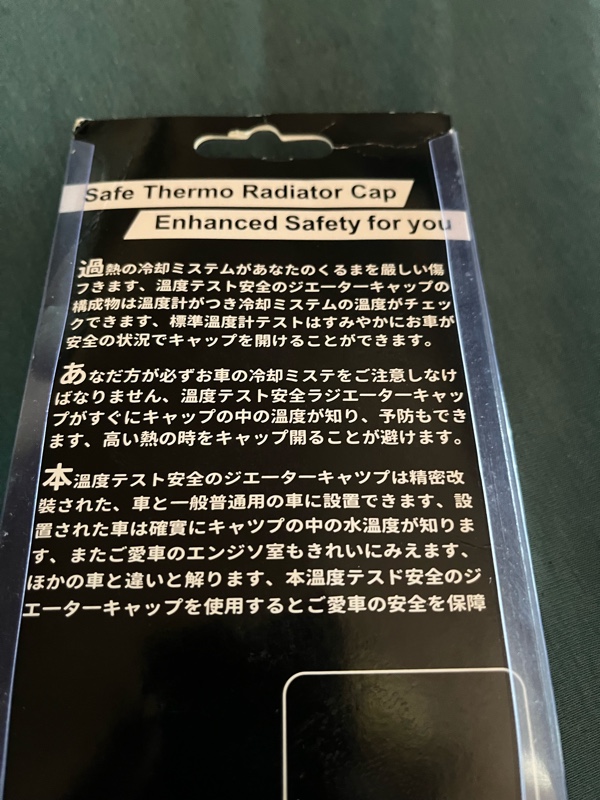 Safe Thermo Radiator Cap
Enhanced Safety for you
過熱の冷却ミステムがあなたのくるまを厳しい傷
フきます、温度テスト安全のジエーターキャップの
構成物は温度計がつき冷却ミステムの温度がチェッ
クできます、標準温度計テストはすみやかにお車が
安全の状況でキャップを開けることができます。
あなだ方が必ずお車の冷却ミステをご注意しなけ
ばなりません、溫度テスト安全ラジエーターキャッ
プがすぐにキャップの中の溫度が知り、予防もでき
ます、高い熱の時をキャップ開ることが避けます。
本溫度テスト安全のジエーターキャツプは精密改
裝された、車と一般普通用の車に設置できます、設
置された車は確實にキャツプの中の水溫度が知りま
す、またご愛車のエンジソ室もきれいにみえます、
ほかの車と違いと解ります、本溫度テスド安全のジ
エーターキャップを使用するとご愛車の安全を保障